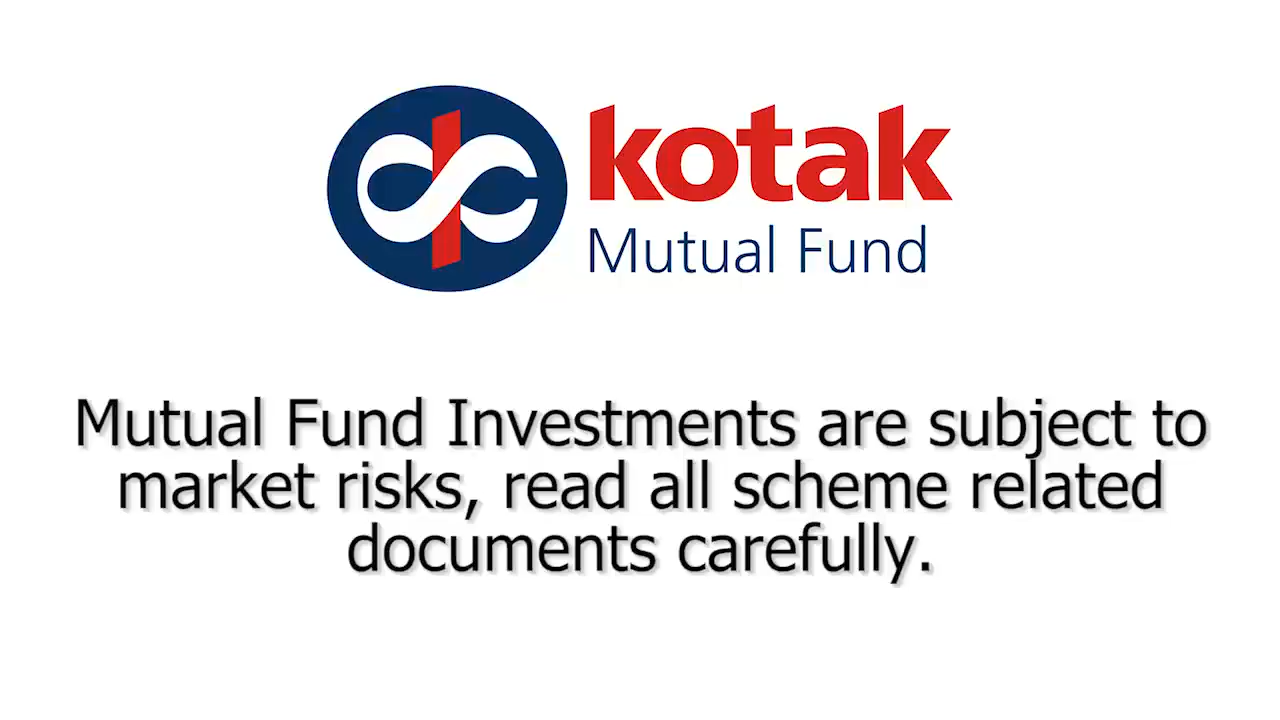 kotak
Mutual Fund
Mutual Fund Investments are subject to
market risks, read all scheme related
documents carefully.